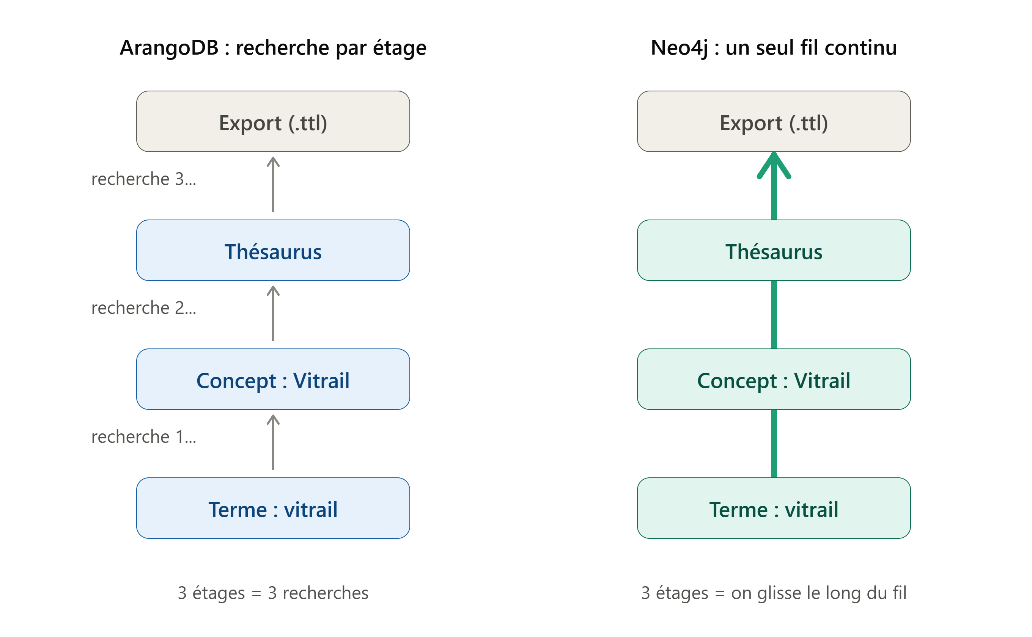 ArangoDB : recherche par étage
Export (.ttl)
recherche 3...
Thésaurus
recherche 2...
Concept : Vitrail
recherche 1...
Terme : vitrail
3 étages = 3 recherches
Neo4j : un seul fil continu
Export (.ttl)
Thésaurus
Concept : Vitrail
Terme : vitrail
3 étages = on glisse le long du fil